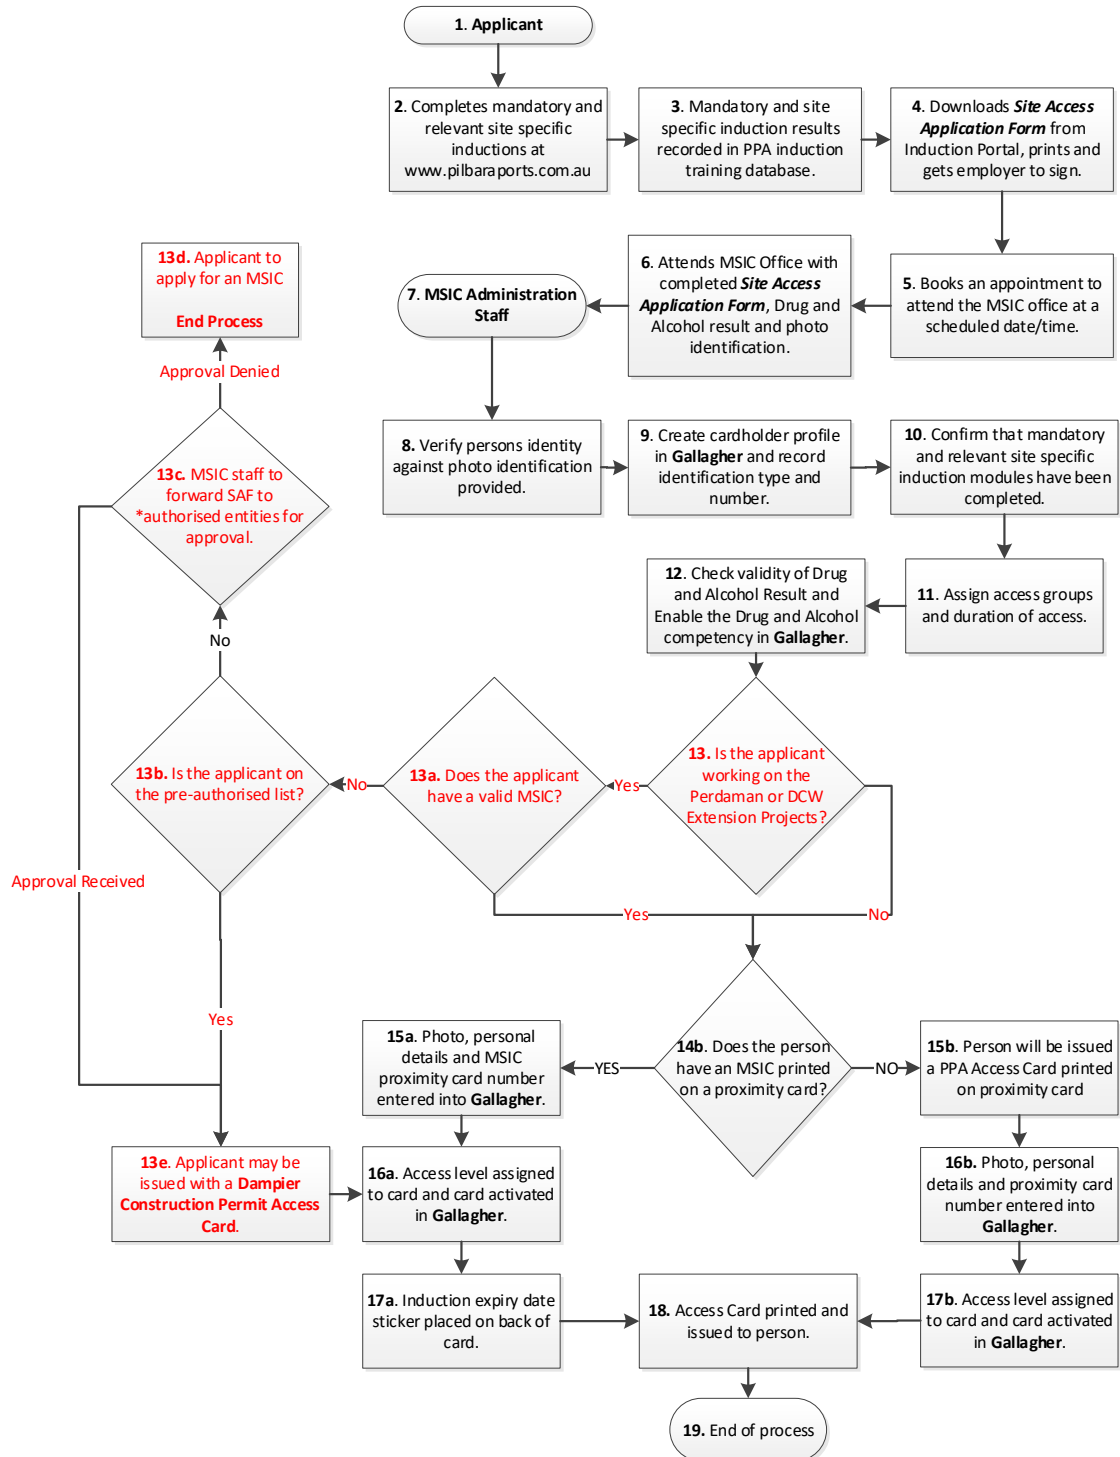 1. Applicant
2. Completes mandatory and
relevant site specific
inductions at
www.pilbaraports.com.au
3. Mandatory and site
specific induction results
recorded in PPA induction
training database.
4. Downloads Site Access
Application Form from
Induction Portal, prints and
gets employer to sign.
5. Books an appointment to
attend the MSIC office at a
scheduled date/time.
6. Attends MSIC Office with
completed Site Access
Application Form, Drug and
Alcohol result and photo
identification.
7. MSIC Administration
Staff
8. Verify persons identity
against photo identification
provided.
9. Create cardholder profile
in Gallagher and record
identification type and
number.
10. Confirm that mandatory
and relevant site specific
induction modules have been
completed.
11. Assign access groups
and duration of access.
12. Check validity of Drug
and Alcohol Result and
Enable the Drug and Alcohol
competency in Gallagher.
13. Is the applicant
working on the
Perdaman or DCW
Extension Projects?
Yes
No
13a. Does the applicant
have a valid MSIC?
Yes
No
13b. Is the applicant on
the pre-authorised list?
No
Yes
13c. MSIC staff to
forward SAF to
*authorised entities for
approval.
Approval Denied
Approval Received
13d. Applicant to
apply for an MSIC
End Process
13e. Applicant may be
issued with a Dampier
Construction Permit Access
Card.
14b. Does the person
have an MSIC printed
on a proximity card?
YES
NO
15a. Photo, personal
details and MSIC
proximity card number
entered into Gallagher.
15b. Person will be issued
a PPA Access Card printed
on proximity card
16a. Access level assigned
to card and card activated
in Gallagher.
16b. Photo, personal
details and proximity card
number entered into
Gallagher.
17a. Induction expiry date
sticker placed on back of
card.
17b. Access level assigned
to card and card activated
in Gallagher.
18. Access Card printed and
issued to person.
19. End of process